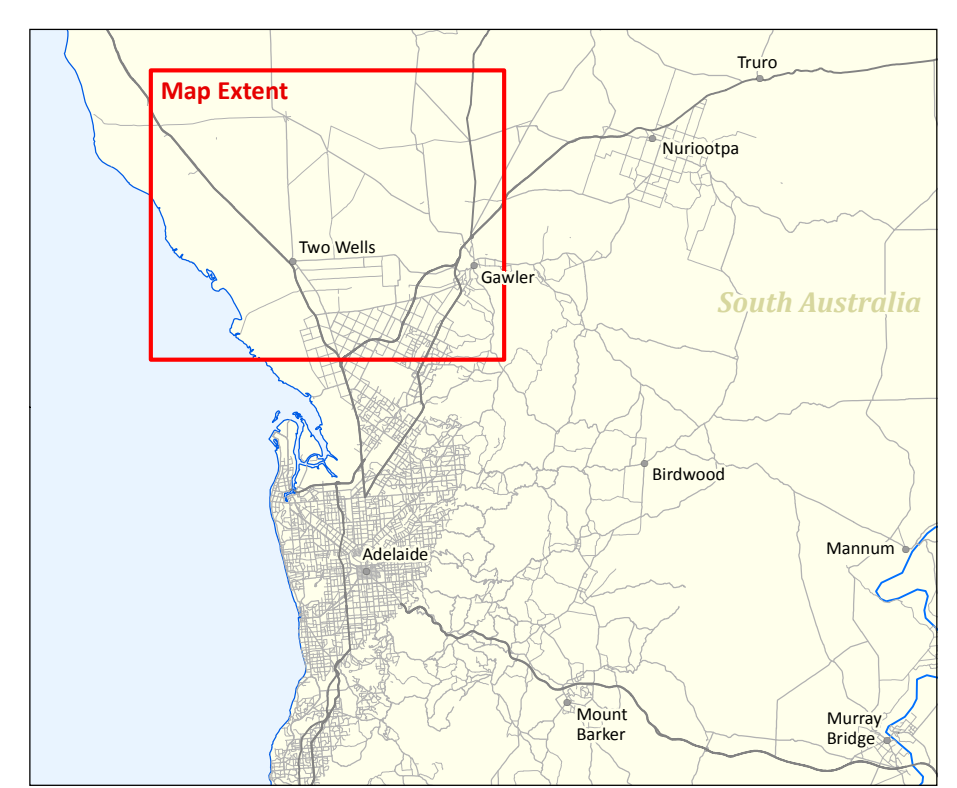 Truro
Map Extent
Nuriootpa
Two Wells
Gawler
South Australia
Birdwood
Mannum
Adelaide
Mount
Barker
Murray
Bridge